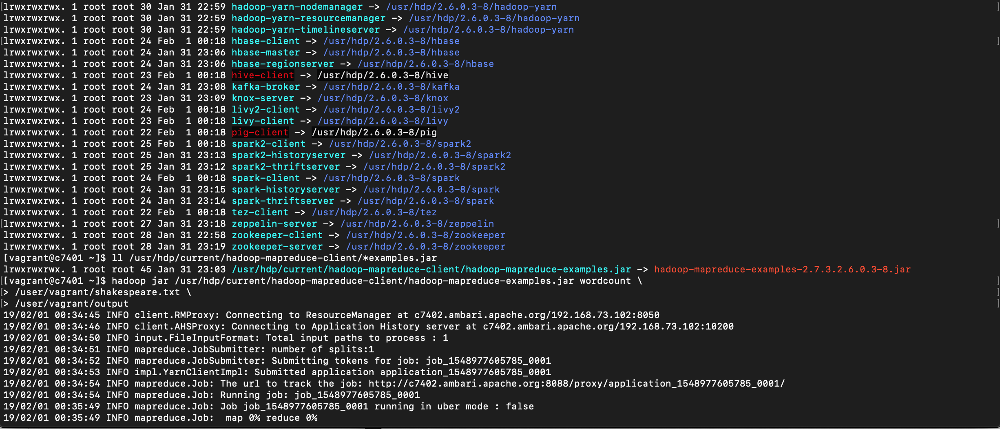 [lrwxrwxrwx. 1 root root 30 Jan 31 22:59 hadoop-yarn-nodemanager -> /usr/hdp/2.6.0.3-8/hadoop-yarn ]
lrwxrwxrwx. 1 root root 30 Jan 31 22:59 hadoop-yarn-resourcemanager -> /usr/hdp/2.6.0.3-8/hadoop-yarn
lrwxrwxrwx. 1 root root 30 Jan 31 22:59 hadoop-yarn-timelineserver -> /usr/hdp/2.6.0.3-8/hadoop-yarn
[lrwxrwxrwx. 1 root root 24 Feb  1 00:18 hbase-client -> /usr/hdp/2.6.0.3-8/hbase ]
lrwxrwxrwx. 1 root root 24 Jan 31 23:06 hbase-master -> /usr/hdp/2.6.0.3-8/hbase
lrwxrwxrwx. 1 root root 24 Jan 31 23:06 hbase-regionserver -> /usr/hdp/2.6.0.3-8/hbase
lrwxrwxrwx. 1 root root 23 Feb  1 00:18 hive-client -> /usr/hdp/2.6.0.3-8/hive
lrwxrwxrwx. 1 root root 24 Jan 31 23:08 kafka-broker -> /usr/hdp/2.6.0.3-8/kafka
lrwxrwxrwx. 1 root root 23 Jan 31 23:09 knox-server -> /usr/hdp/2.6.0.3-8/knox
lrwxrwxrwx. 1 root root 24 Feb  1 00:18 livy2-client -> /usr/hdp/2.6.0.3-8/livy2
lrwxrwxrwx. 1 root root 23 Feb  1 00:18 livy-client -> /usr/hdp/2.6.0.3-8/livy
lrwxrwxrwx. 1 root root 22 Feb  1 00:18 pig-client -> /usr/hdp/2.6.0.3-8/pig
lrwxrwxrwx. 1 root root 25 Feb  1 00:18 spark2-client -> /usr/hdp/2.6.0.3-8/spark2
lrwxrwxrwx. 1 root root 25 Jan 31 23:13 spark2-historyserver -> /usr/hdp/2.6.0.3-8/spark2
lrwxrwxrwx. 1 root root 25 Jan 31 23:12 spark2-thriftserver -> /usr/hdp/2.6.0.3-8/spark2
lrwxrwxrwx. 1 root root 24 Feb  1 00:18 spark-client -> /usr/hdp/2.6.0.3-8/spark
lrwxrwxrwx. 1 root root 24 Jan 31 23:15 spark-historyserver -> /usr/hdp/2.6.0.3-8/spark
lrwxrwxrwx. 1 root root 24 Jan 31 23:14 spark-thriftserver -> /usr/hdp/2.6.0.3-8/spark
lrwxrwxrwx. 1 root root 22 Feb  1 00:18 tez-client -> /usr/hdp/2.6.0.3-8/tez
[lrwxrwxrwx. 1 root root 27 Jan 31 23:18 zeppelin-server -> /usr/hdp/2.6.0.3-8/zeppelin ]
lrwxrwxrwx. 1 root root 28 Jan 31 22:58 zookeeper-client -> /usr/hdp/2.6.0.3-8/zookeeper
lrwxrwxrwx. 1 root root 28 Jan 31 23:19 zookeeper-server -> /usr/hdp/2.6.0.3-8/zookeeper
[vagrant@c7401 ~]$ ll /usr/hdp/current/hadoop-mapreduce-client/*examples.jar
lrwxrwxrwx. 1 root root 45 Jan 31 23:03 /usr/hdp/current/hadoop-mapreduce-client/hadoop-mapreduce-examples.jar -> hadoop-mapreduce-examples-2.7.3.2.6.0.3-8.jar
[[vagrant@c7401 ~]$ hadoop jar /usr/hdp/current/hadoop-mapreduce-client/hadoop-mapreduce-examples.jar wordcount \ ]
[> /user/vagrant/shakespeare.txt \ ]
[> /user/vagrant/output ]
19/02/01 00:34:45 INFO client.RMProxy: Connecting to ResourceManager at c7402.ambari.apache.org/192.168.73.102:8050
19/02/01 00:34:46 INFO client.AHSProxy: Connecting to Application History server at c7402.ambari.apache.org/192.168.73.102:10200
19/02/01 00:34:50 INFO input.FileInputFormat: Total input paths to process : 1
19/02/01 00:34:51 INFO mapreduce.JobSubmitter: number of splits:1
19/02/01 00:34:52 INFO mapreduce.JobSubmitter: Submitting tokens for job: job_1548977605785_0001
19/02/01 00:34:53 INFO impl.YarnClientImpl: Submitted application application_1548977605785_0001
19/02/01 00:34:54 INFO mapreduce.Job: The url to track the job: http://c7402.ambari.apache.org:8088/proxy/application_1548977605785_0001/
19/02/01 00:34:54 INFO mapreduce.Job: Running job: job_1548977605785_0001
19/02/01 00:35:49 INFO mapreduce.Job: Job job_1548977605785_0001 running in uber mode : false
19/02/01 00:35:49 INFO mapreduce.Job:  map 0% reduce 0%